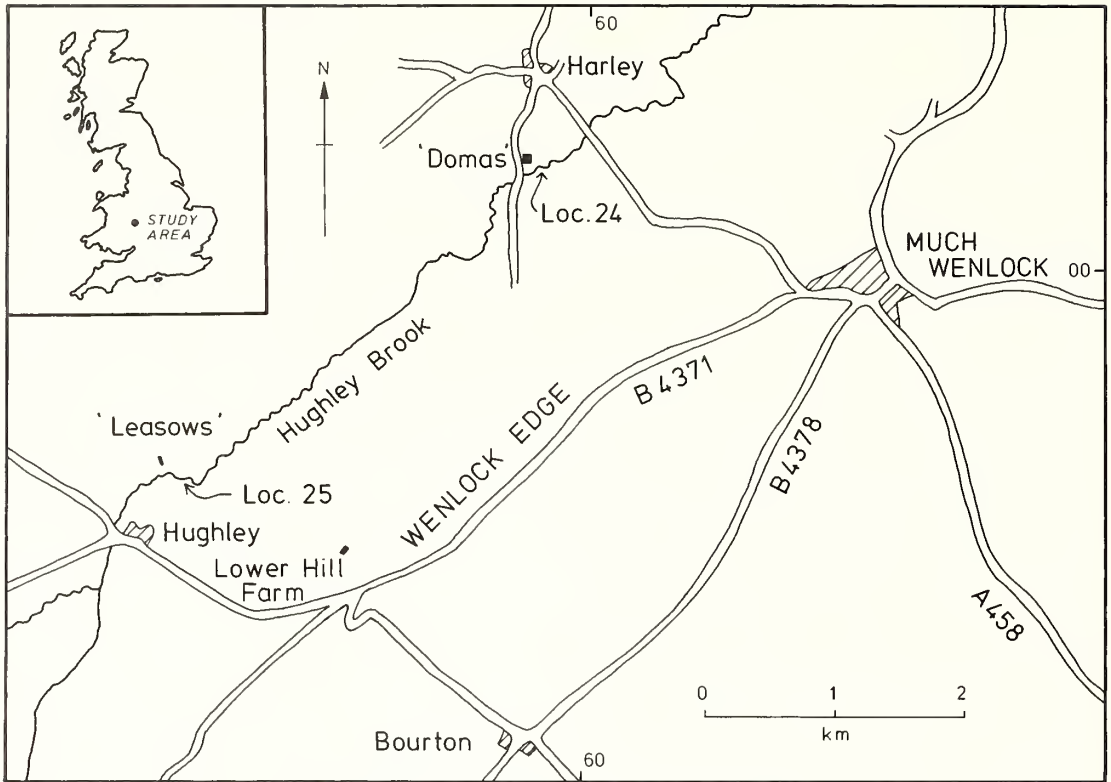 60
N
Harley
STUDY
AREA
'Domas'
Loc. 24
MUCH
WENLOCK
00
Hughley Brook
B 4371
WENLOCK EDGE
B 4378
'Leasows'
Loc. 25
Hughley
Lower Hill
Farm
A458
0 1 2
km
Bourton
60